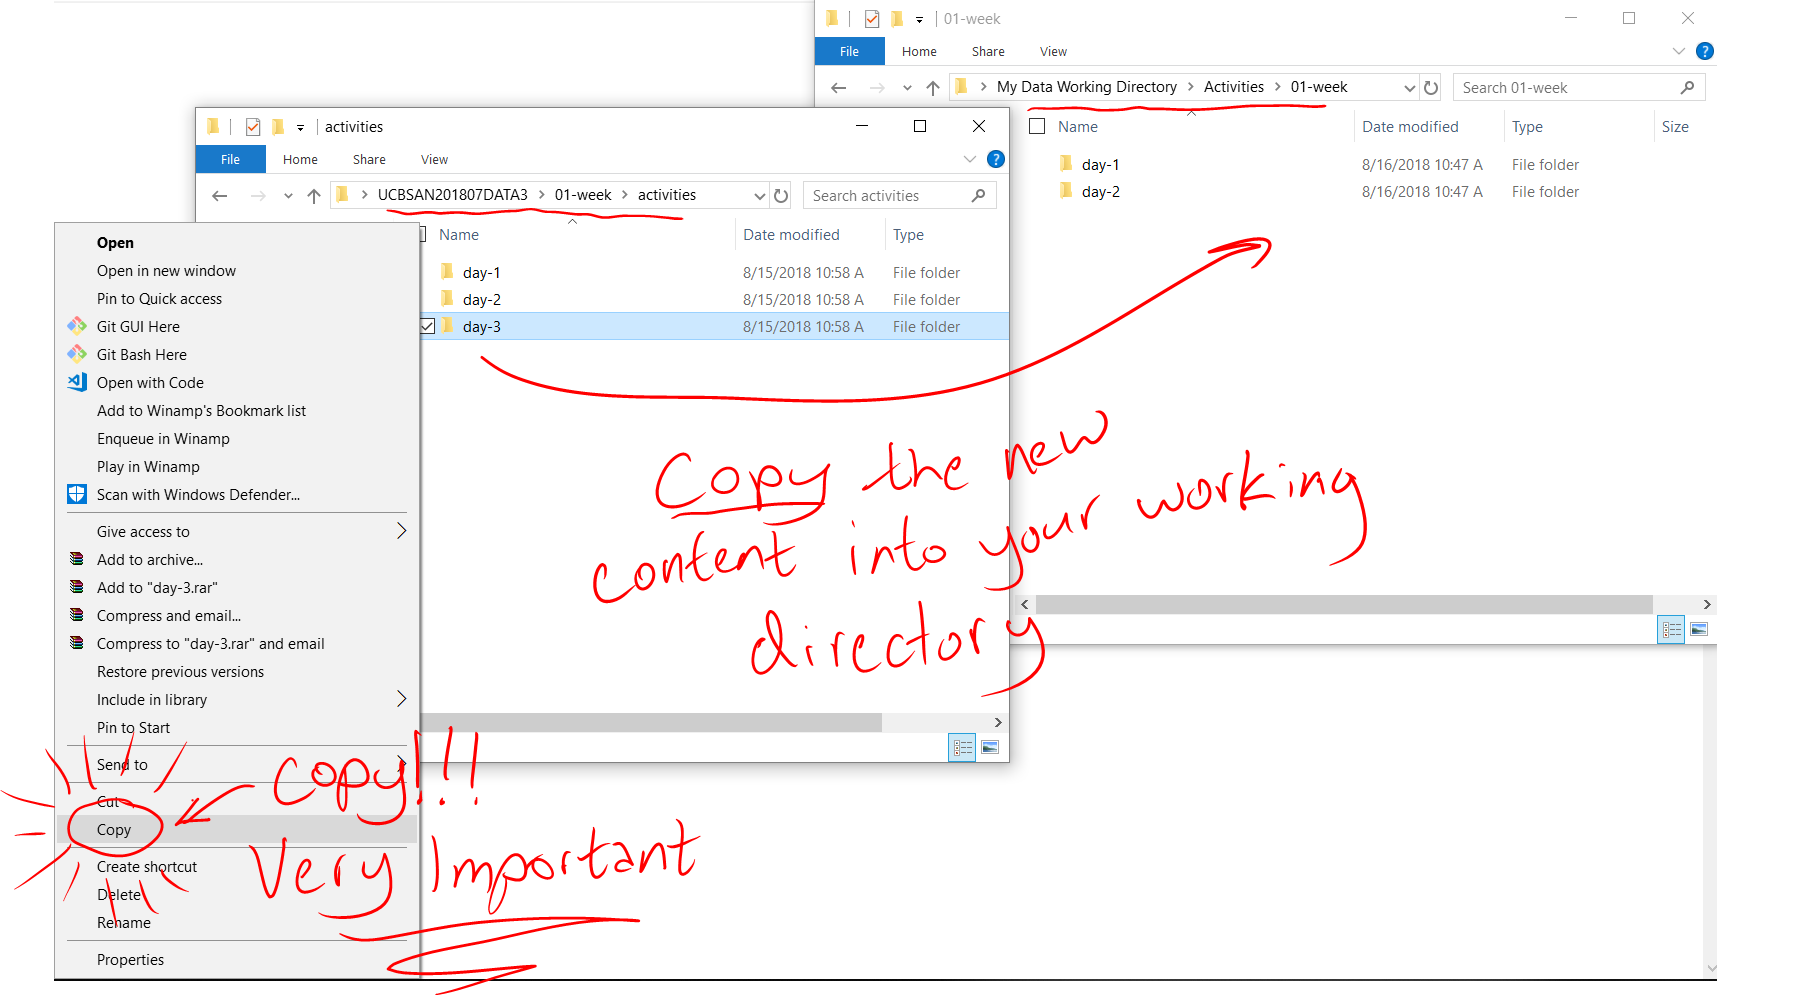 01-week
File Home Share View
My Data Working Directory Activities 01-week Search 01-week
Name Date modified Type Size
day-1 8/16/2018 10:47 A File folder
day-2 8/16/2018 10:47 A File folder
activities
File Home Share View
UCBSAN201807DATA3 01-week activities Search activities
Name Date modified Type
day-1 8/15/2018 10:58 A File folder
day-2 8/15/2018 10:58 A File folder
day-3 8/15/2018 10:58 A File folder
Open
Open in new window
Pin to Quick access
Git GUI Here
Git Bash Here
Open with Code
Add to Winamp's Bookmark list
Enqueue in Winamp
Play in Winamp
Scan with Windows Defender...
Give access to
Add to archive...
Add to "day-3.rar"
Compress and email...
Compress to "day-3.rar" and email
Restore previous versions
Include in library
Pin to Start
Send to
Cut
Copy
Create shortcut
Delete
Rename
Properties
Copy the new
content into your working
directory
Copy!!!
Very Important